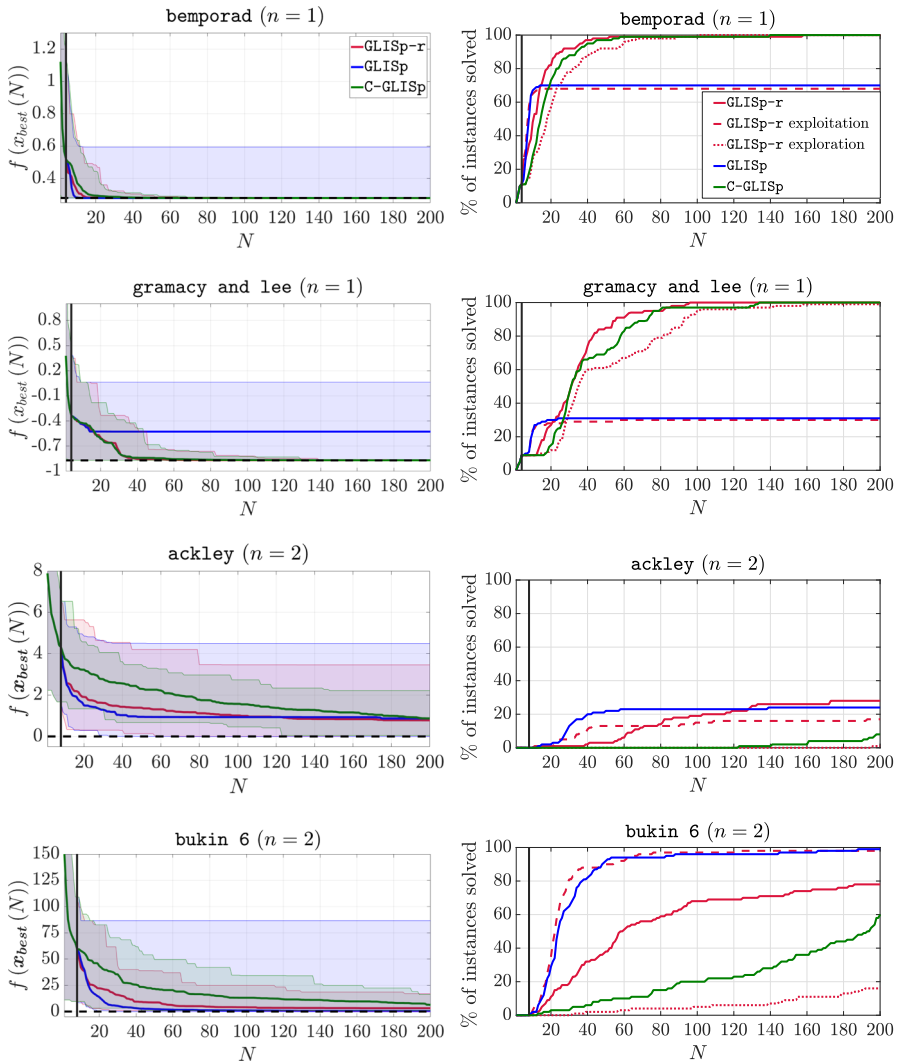 bemporad (n = 1)
f (x_best (N))
1.2
1
0.8
0.6
0.4
20 40 60 80 100 120 140 160 180 200
N
GLISp-r
GLISp
C-GLISp
bemporad (n = 1)
% of instances solved
100
80
60
40
20
0
20 40 60 80 100 120 140 160 180 200
N
GLISp-r
GLISp-r exploitation
GLISp-r exploration
GLISp
C-GLISp
gramacy and lee (n = 1)
f (x_best (N))
0.8
0.5
0.2
-0.1
-0.4
-0.7
-1
20 40 60 80 100 120 140 160 180 200
N
gramacy and lee (n = 1)
% of instances solved
100
80
60
40
20
0
20 40 60 80 100 120 140 160 180 200
N
ackley (n = 2)
f (x_best (N))
8
6
4
2
0
20 40 60 80 100 120 140 160 180 200
N
ackley (n = 2)
% of instances solved
100
80
60
40
20
0
20 40 60 80 100 120 140 160 180 200
N
bukin 6 (n = 2)
f (x_best (N))
150
125
100
75
50
25
0
20 40 60 80 100 120 140 160 180 200
N
bukin 6 (n = 2)
% of instances solved
100
80
60
40
20
0
20 40 60 80 100 120 140 160 180 200
N